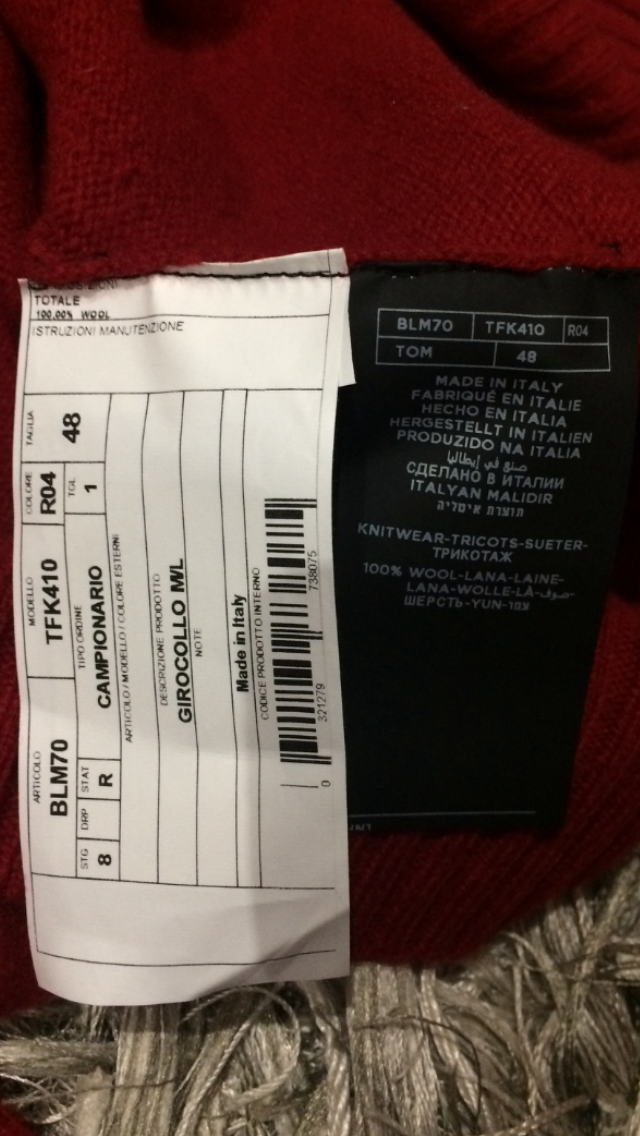 TOTALE
100,00% WOOL
ISTRUZIONI MANUTENZIONE
ARTICOLO
MODELLO
COLORE
TAGLIA
BLM70
TFK410
R04
48
STG
DRP
STAT
TIPO ORDINE
TGL
8
R
CAMPIONARIO
1
ARTICOLO / MODELLO / COLORE ESTERNI
DESCRIZIONE PRODOTTO
GIROCOLLO M/L
NOTE
Made in Italy
CODICE PRODOTTO INTERNO
0 321279 738075
BLM70 TFK410 R04
TOM 48
MADE IN ITALY
FABRIQUÉ EN ITALIE
HECHO EN ITALIA
HERGESTELLT IN ITALIEN
PRODUZIDO NA ITALIA
صنع في إيطاليا
СДЕЛАНО В ИТАЛИИ
ITALYAN MALIDIR
תוצרת איטליה
KNITWEAR-TRICOTS-SUETER-
ТРИКОТАЖ
100% WOOL-LANA-LAINE-
LANA-WOLLE-LÀ-صوف-
ШЕРСТЬ-YUN-צמר